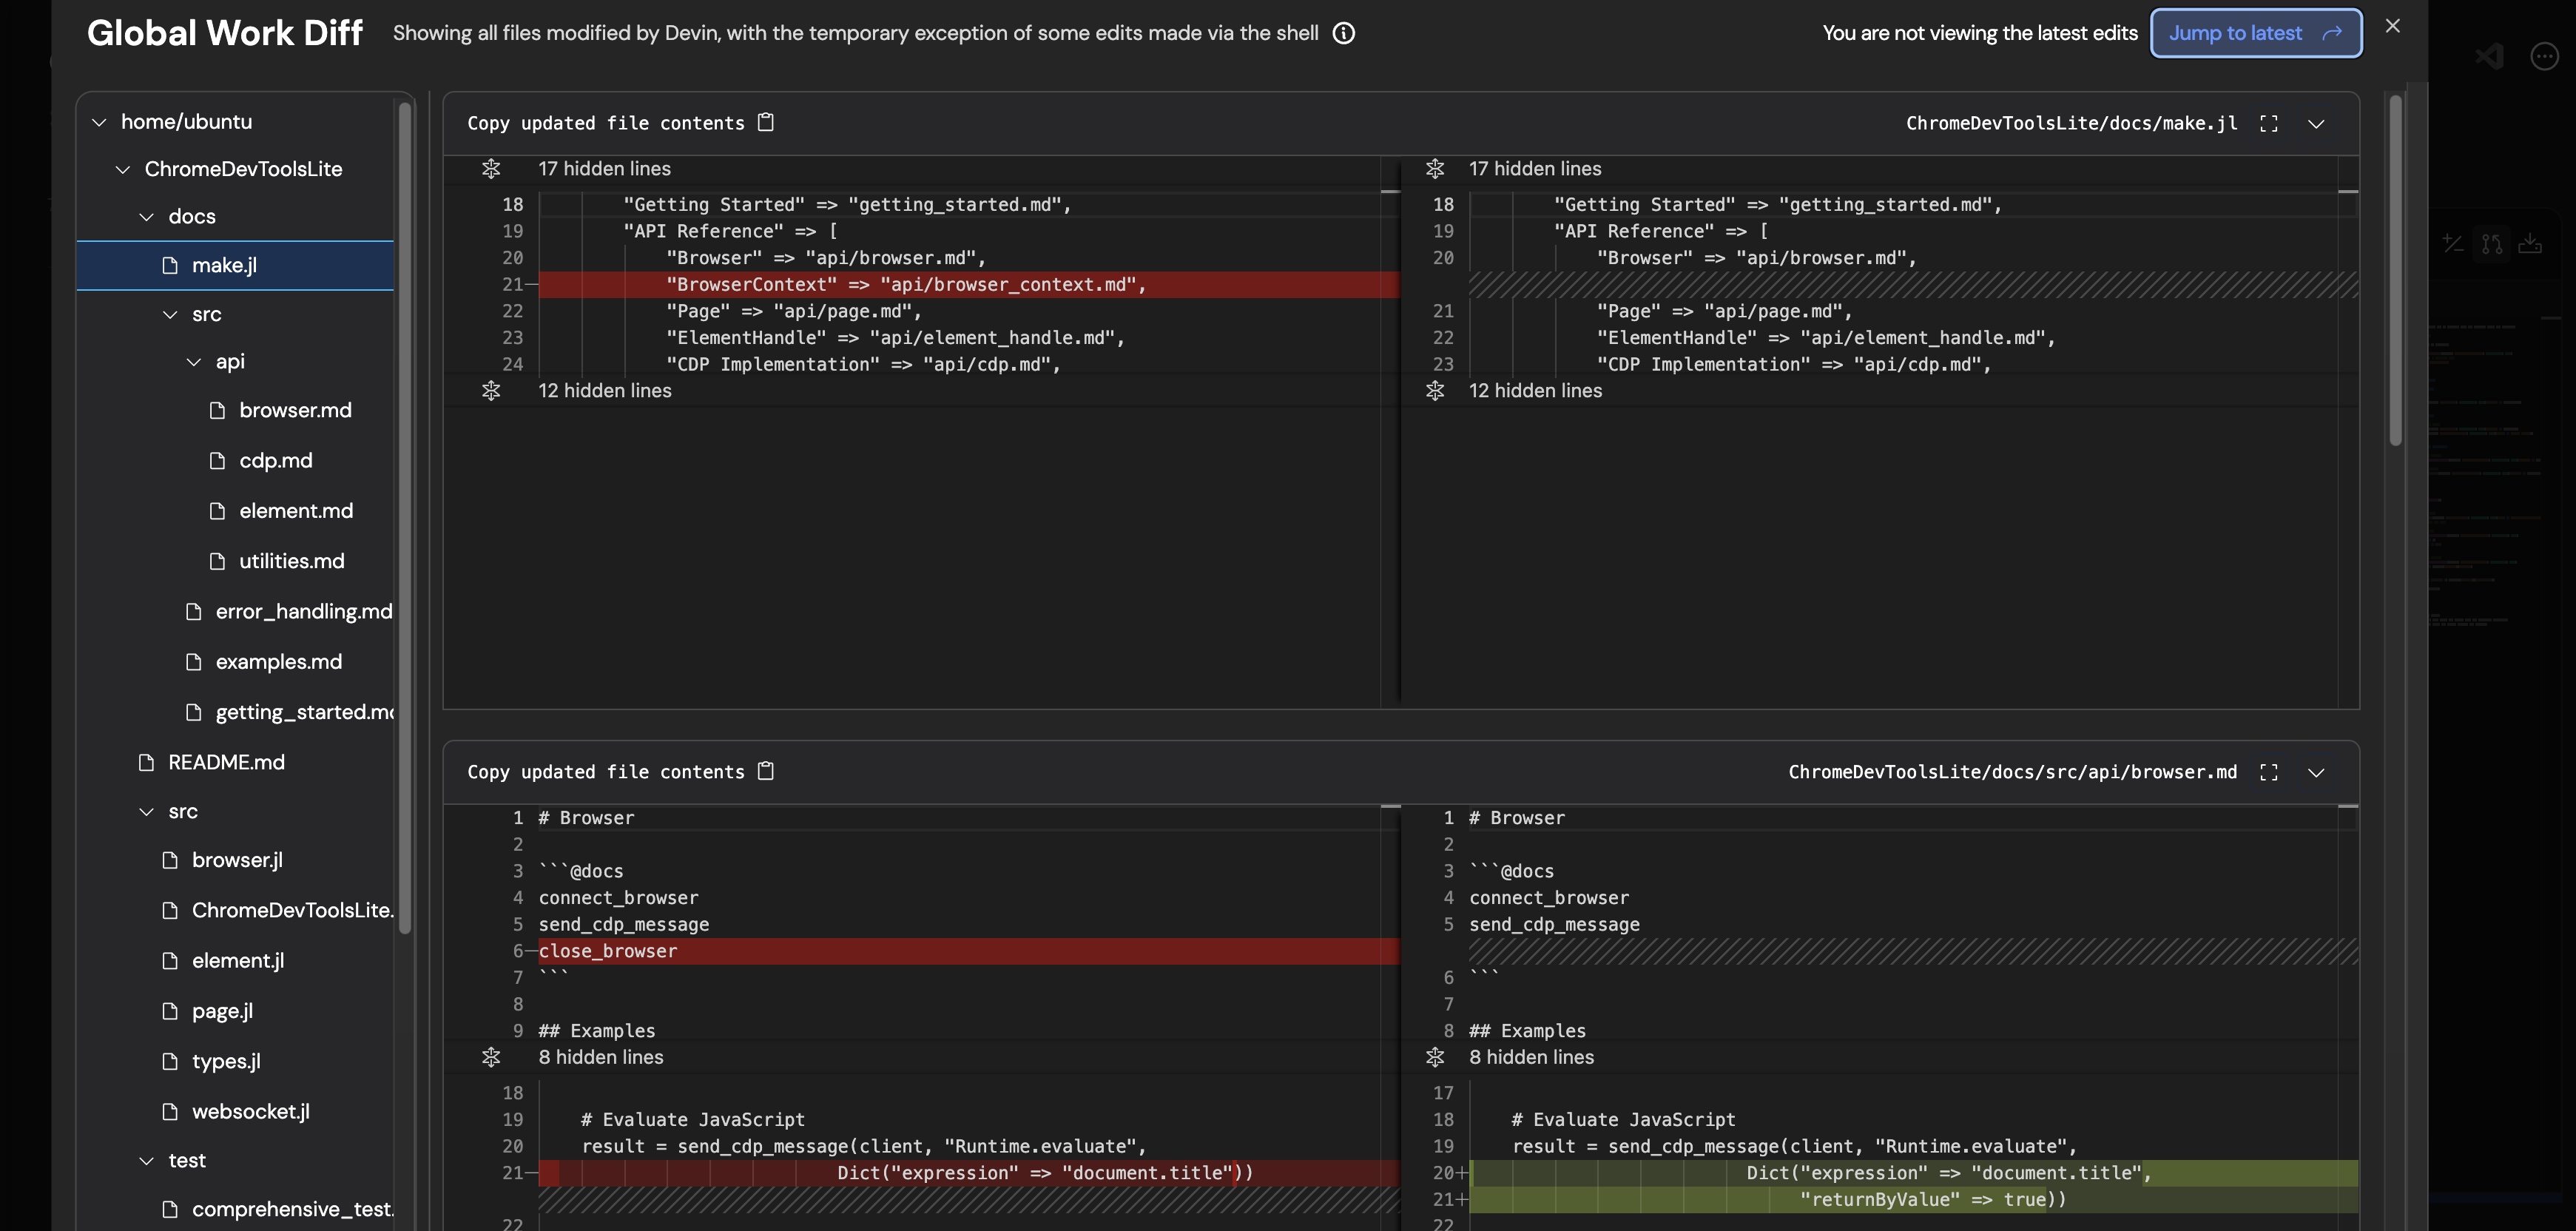 Global Work Diff
Showing all files modified by Devin, with the temporary exception of some edits made via the shell
You are not viewing the latest edits
Jump to latest
home/ubuntu
ChromeDevToolsLite
docs
make.jl
src
api
browser.md
cdp.md
element.md
utilities.md
error_handling.md
examples.md
getting_started.md
README.md
src
browser.jl
ChromeDevToolsLite.
element.jl
page.jl
types.jl
websocket.jl
test
comprehensive_test.
Copy updated file contents
ChromeDevToolsLite/docs/make.jl
17 hidden lines
18 "Getting Started" => "getting_started.md",
19 "API Reference" => [
20 "Browser" => "api/browser.md",
21− "BrowserContext" => "api/browser_context.md",
22 "Page" => "api/page.md",
23 "ElementHandle" => "api/element_handle.md",
24 "CDP Implementation" => "api/cdp.md",
12 hidden lines
17 hidden lines
18 "Getting Started" => "getting_started.md",
19 "API Reference" => [
20 "Browser" => "api/browser.md",
21 "Page" => "api/page.md",
22 "ElementHandle" => "api/element_handle.md",
23 "CDP Implementation" => "api/cdp.md",
12 hidden lines
Copy updated file contents
ChromeDevToolsLite/docs/src/api/browser.md
1 # Browser
2
3 ```@docs
4 connect_browser
5 send_cdp_message
6− close_browser
7 ```
8
9 ## Examples
8 hidden lines
18
19 # Evaluate JavaScript
20 result = send_cdp_message(client, "Runtime.evaluate",
21− Dict("expression" => "document.title"))
22
1 # Browser
2
3 ```@docs
4 connect_browser
5 send_cdp_message
6 ```
7
8 ## Examples
8 hidden lines
17
18 # Evaluate JavaScript
19 result = send_cdp_message(client, "Runtime.evaluate",
20+ Dict("expression" => "document.title",
21+ "returnByValue" => true))
22